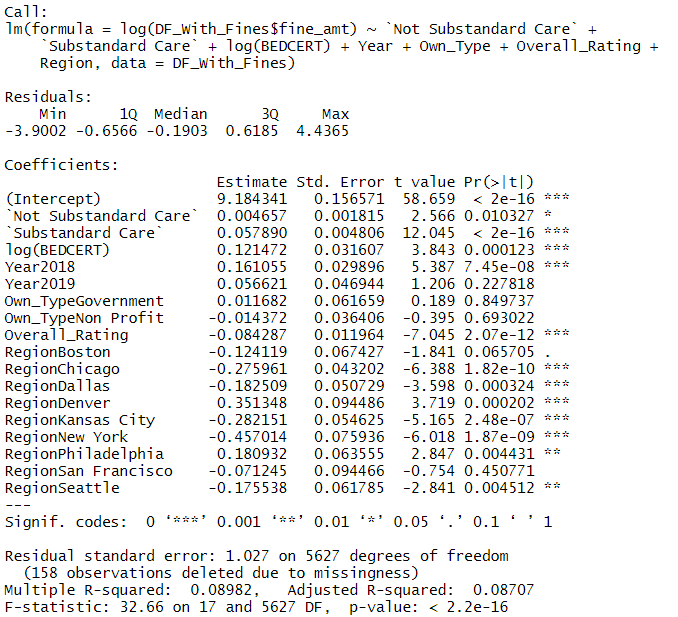 Call:
lm(formula = log(DF_With_Fines$fine_amt) ~ `Not Substandard Care` +
    `Substandard Care` + log(BEDCERT) + Year + Own_Type + Overall_Rating +
    Region, data = DF_With_Fines)

Residuals:
    Min      1Q  Median      3Q     Max
-3.9002 -0.6566 -0.1903  0.6185  4.4365

Coefficients:
                        Estimate Std. Error t value Pr(>|t|)
(Intercept)             9.184341   0.156571  58.659  < 2e-16 ***
`Not Substandard Care`  0.004657   0.001815   2.566 0.010327 *
`Substandard Care`      0.057890   0.004806  12.045  < 2e-16 ***
log(BEDCERT)            0.121472   0.031607   3.843 0.000123 ***
Year2018                0.161055   0.029896   5.387 7.45e-08 ***
Year2019                0.056621   0.046944   1.206 0.227818
Own_TypeGovernment      0.011682   0.061659   0.189 0.849737
Own_TypeNon Profit     -0.014372   0.036406  -0.395 0.693022
Overall_Rating         -0.084287   0.011964  -7.045 2.07e-12 ***
RegionBoston           -0.124119   0.067427  -1.841 0.065705 .
RegionChicago          -0.275961   0.043202  -6.388 1.82e-10 ***
RegionDallas           -0.182509   0.050729  -3.598 0.000324 ***
RegionDenver            0.351348   0.094486   3.719 0.000202 ***
RegionKansas City      -0.282151   0.054625  -5.165 2.48e-07 ***
RegionNew York         -0.457014   0.075936  -6.018 1.87e-09 ***
RegionPhiladelphia      0.180932   0.063555   2.847 0.004431 **
RegionSan Francisco    -0.071245   0.094466  -0.754 0.450771
RegionSeattle          -0.175538   0.061785  -2.841 0.004512 **
---
Signif. codes:  0 ‘***’ 0.001 ‘**’ 0.01 ‘*’ 0.05 ‘.’ 0.1 ‘ ’ 1

Residual standard error: 1.027 on 5627 degrees of freedom
  (158 observations deleted due to missingness)
Multiple R-squared:  0.08982,	Adjusted R-squared:  0.08707
F-statistic: 32.66 on 17 and 5627 DF,  p-value: < 2.2e-16